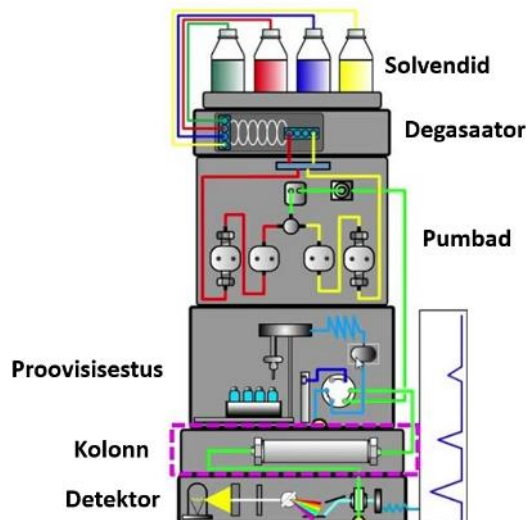 Solvendid
Degasaator
Pumbad
Proovisisestus
Kolonn
Detektor